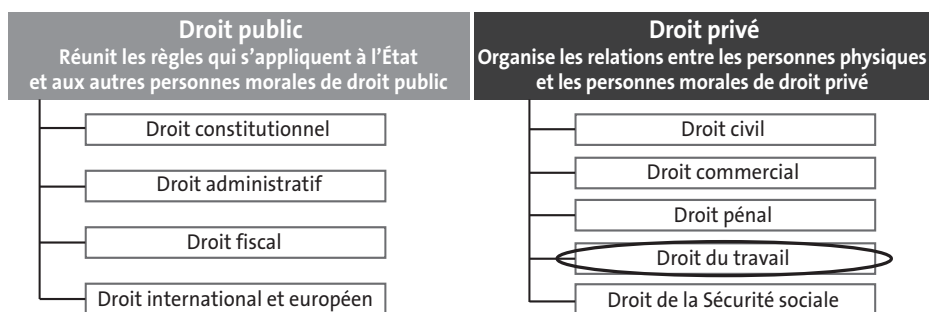 Droit public
Réunit les règles qui s’appliquent à l’État
et aux autres personnes morales de droit public
Droit constitutionnel
Droit administratif
Droit fiscal
Droit international et européen
Droit privé
Organise les relations entre les personnes physiques
et les personnes morales de droit privé
Droit civil
Droit commercial
Droit pénal
Droit du travail
Droit de la Sécurité sociale